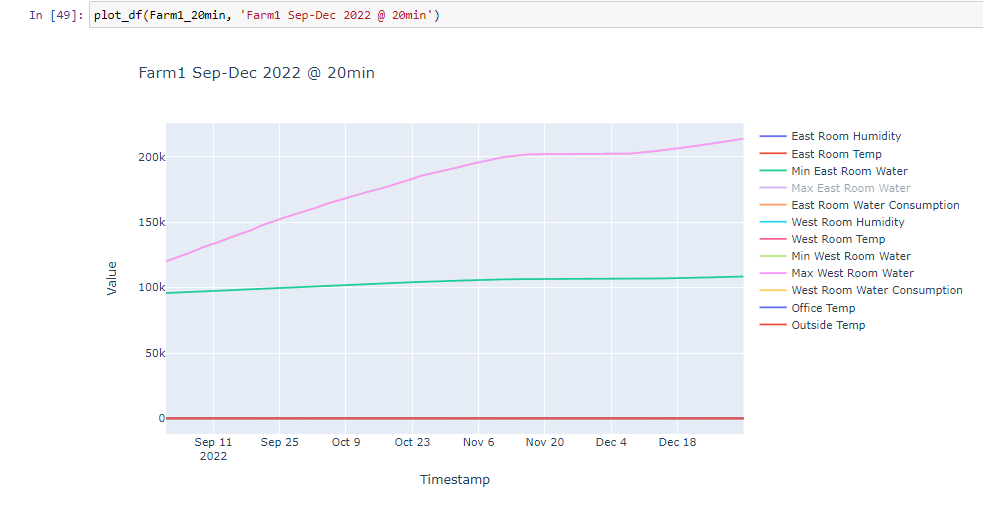 In [49]: plot_df(Farm1_20min, 'Farm1 Sep-Dec 2022 @ 20min')
Farm1 Sep-Dec 2022 @ 20min
200k
150k
100k
50k
0
Value
Sep 11
2022
Sep 25
Oct 9
Oct 23
Nov 6
Nov 20
Dec 4
Dec 18
Timestamp
East Room Humidity
East Room Temp
Min East Room Water
Max East Room Water
East Room Water Consumption
West Room Humidity
West Room Temp
Min West Room Water
Max West Room Water
West Room Water Consumption
Office Temp
Outside Temp